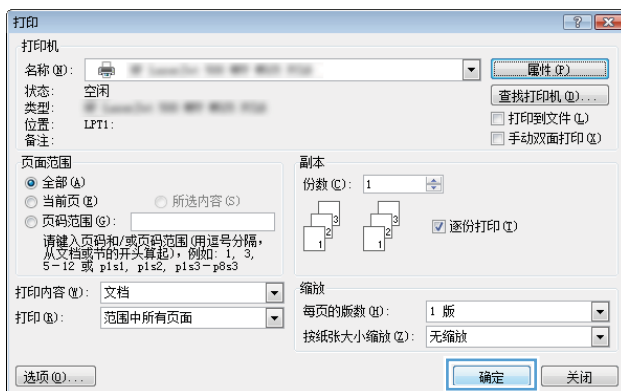 打印
打印机
名称(N):
属性(P)
状态: 空闲
查找打印机(D)...
类型:
位置: LPT1:
打印到文件(L)
备注:
手动双面打印(X)
页面范围
全部(A)
当前页(E) 所选内容(S)
页码范围(G):
请键入页码和/或页码范围(用逗号分隔，
从文档或节的开头算起)，例如: 1, 3,
5-12 或 p1s1, p1s2, p1s3-p8s3
副本
份数(C): 1
3 3
2 2
1 1
逐份打印(T)
打印内容(W): 文档
打印(R): 范围中所有页面
缩放
每页的版数(H): 1 版
按纸张大小缩放(Z): 无缩放
选项(O)...
确定 关闭